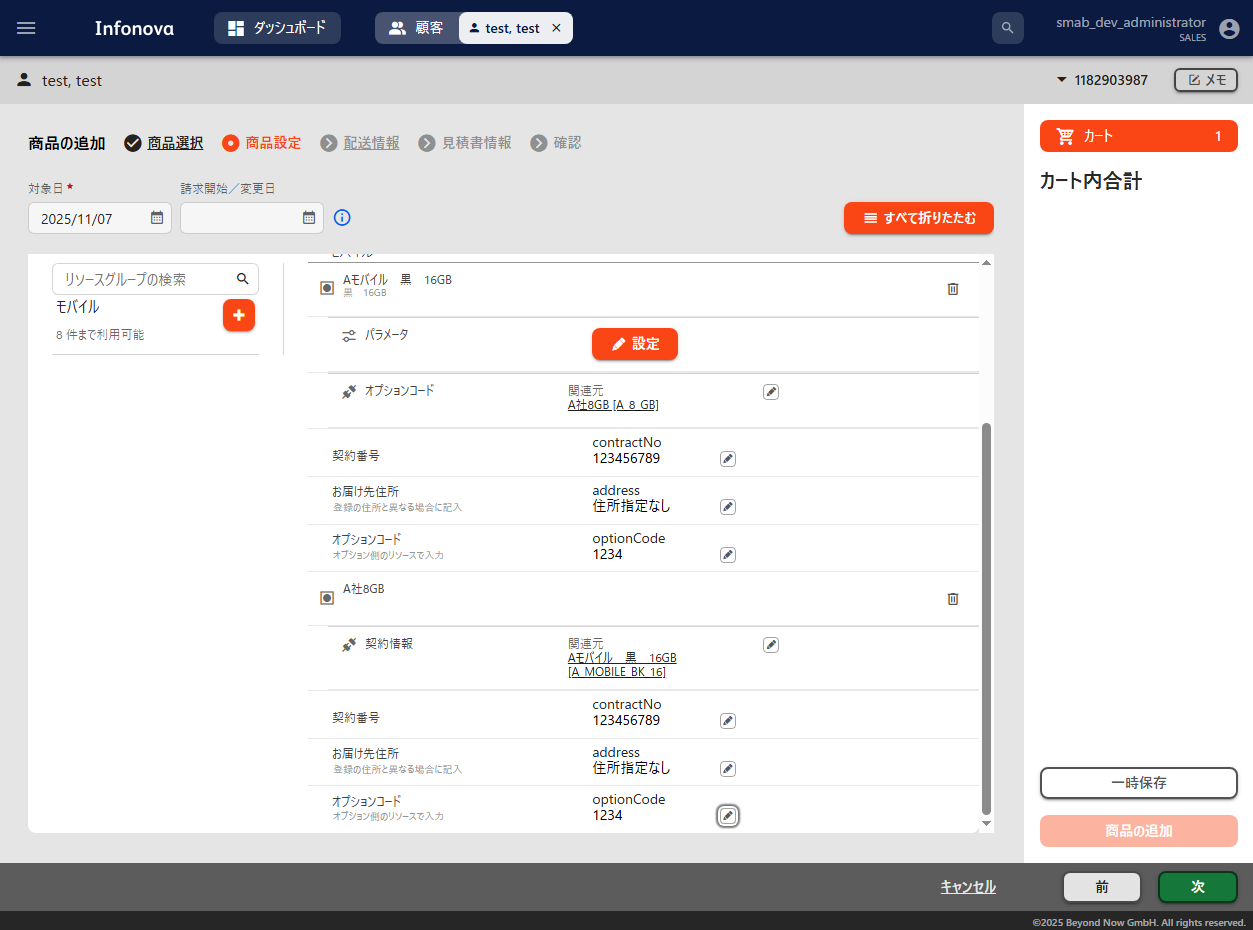 Infonova
ダッシュボード
顧客
test, test
smab_dev_administrator
SALES
test, test
1182903987
メモ
商品の追加
商品選択
商品設定
配送情報
見積書情報
確認
対象日*
請求開始／変更日
2025/11/07
すべて折りたたむ
リソースグループの検索
モバイル
8 件まで利用可能
モバイル
Aモバイル　黒　16GB
黒　16GB
パラメータ
設定
オプションコード
関連元
A社8GB [A_8_GB]
契約番号
contractNo
123456789
お届け先住所
登録の住所と異なる場合に記入
address
住所指定なし
オプションコード
オプション側のリソースで入力
optionCode
1234
A社8GB
契約情報
関連元
Aモバイル　黒　16GB
[A_MOBILE_BK_16]
契約番号
contractNo
123456789
お届け先住所
登録の住所と異なる場合に記入
address
住所指定なし
オプションコード
オプション側のリソースで入力
optionCode
1234
カート
1
カート内合計
一時保存
商品の追加
キャンセル
前
次
©2025 Beyond Now GmbH. All rights reserved.